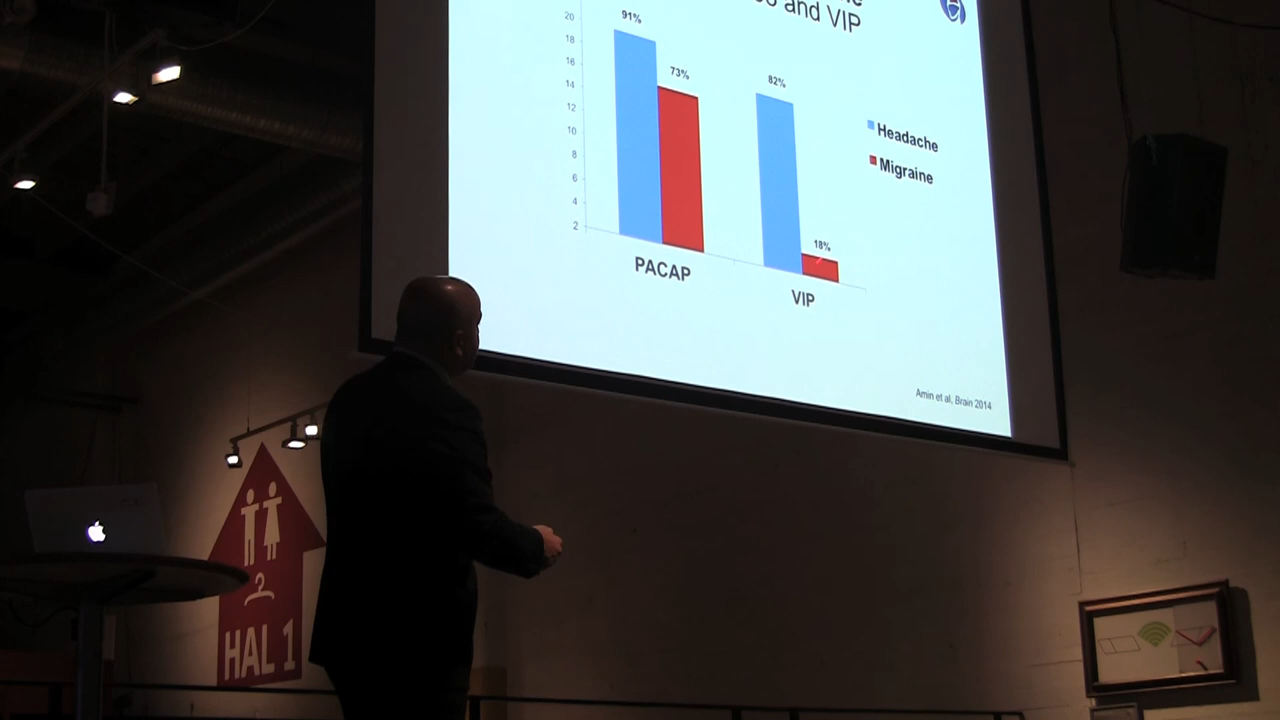 and VIP
20
91%
18
16
73%
82%
14
12
10
8
6
4
2
18%
Headache
Migraine
PACAP
VIP
Amin et al, Brain 2014
HAL 1